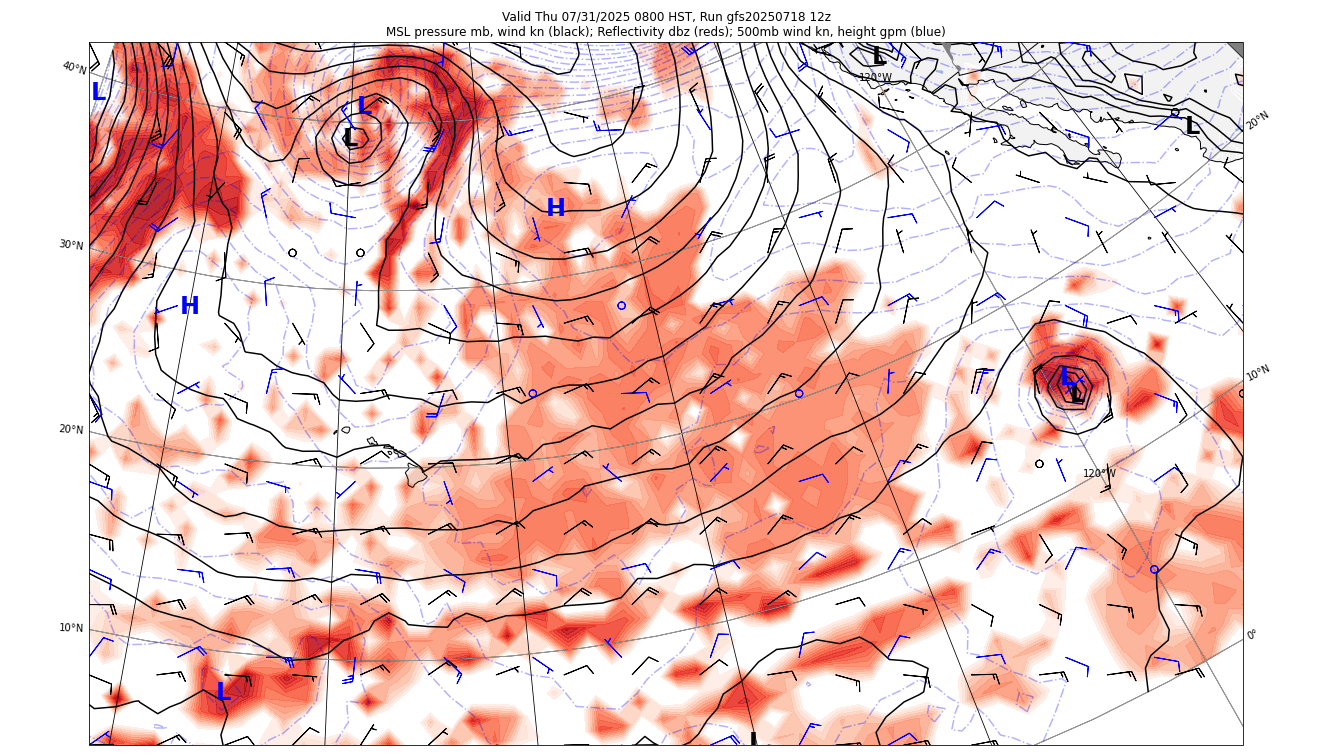 Valid Thu 07/31/2025 0800 HST, Run gfs20250718 12z
MSL pressure mb, wind kn (black); Reflectivity dbz (reds); 500mb wind kn, height gpm (blue)
L
40°N
120°W
L
L
L
L
20°N
H
30°N
H
L
L
10°N
20°N
120°W
10°N
0°
L
L